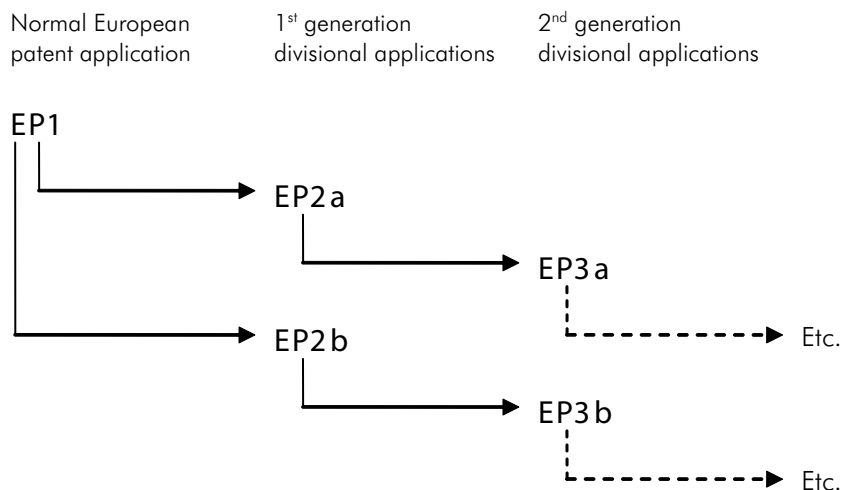 Normal European
patent application
1st generation
divisional applications
2nd generation
divisional applications
EP1
EP2a
EP3a
Etc.
EP2b
EP3b
Etc.